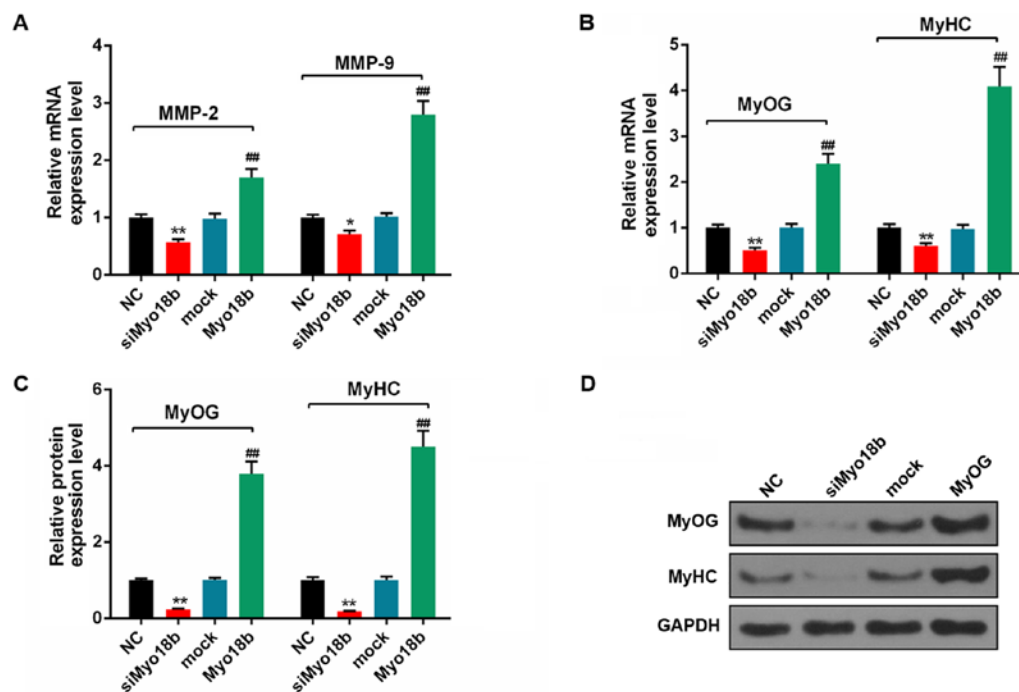 A
Relative mRNA
expression level
4
3
2
1
0
MMP-2
MMP-9
**
##
*
##
NC
siMyo18b
mock
Myo18b
NC
siMyo18b
mock
Myo18b
B
Relative mRNA
expression level
5
4
3
2
1
0
MyOG
MyHC
**
##
**
##
NC
siMyo18b
mock
Myo18b
NC
siMyo18b
mock
Myo18b
C
Relative protein
expression level
6
4
2
0
MyOG
MyHC
**
##
**
##
NC
siMyo18b
mock
Myo18b
NC
siMyo18b
mock
Myo18b
D
NC
siMyo18b
mock
MyOG
MyOG
MyHC
GAPDH